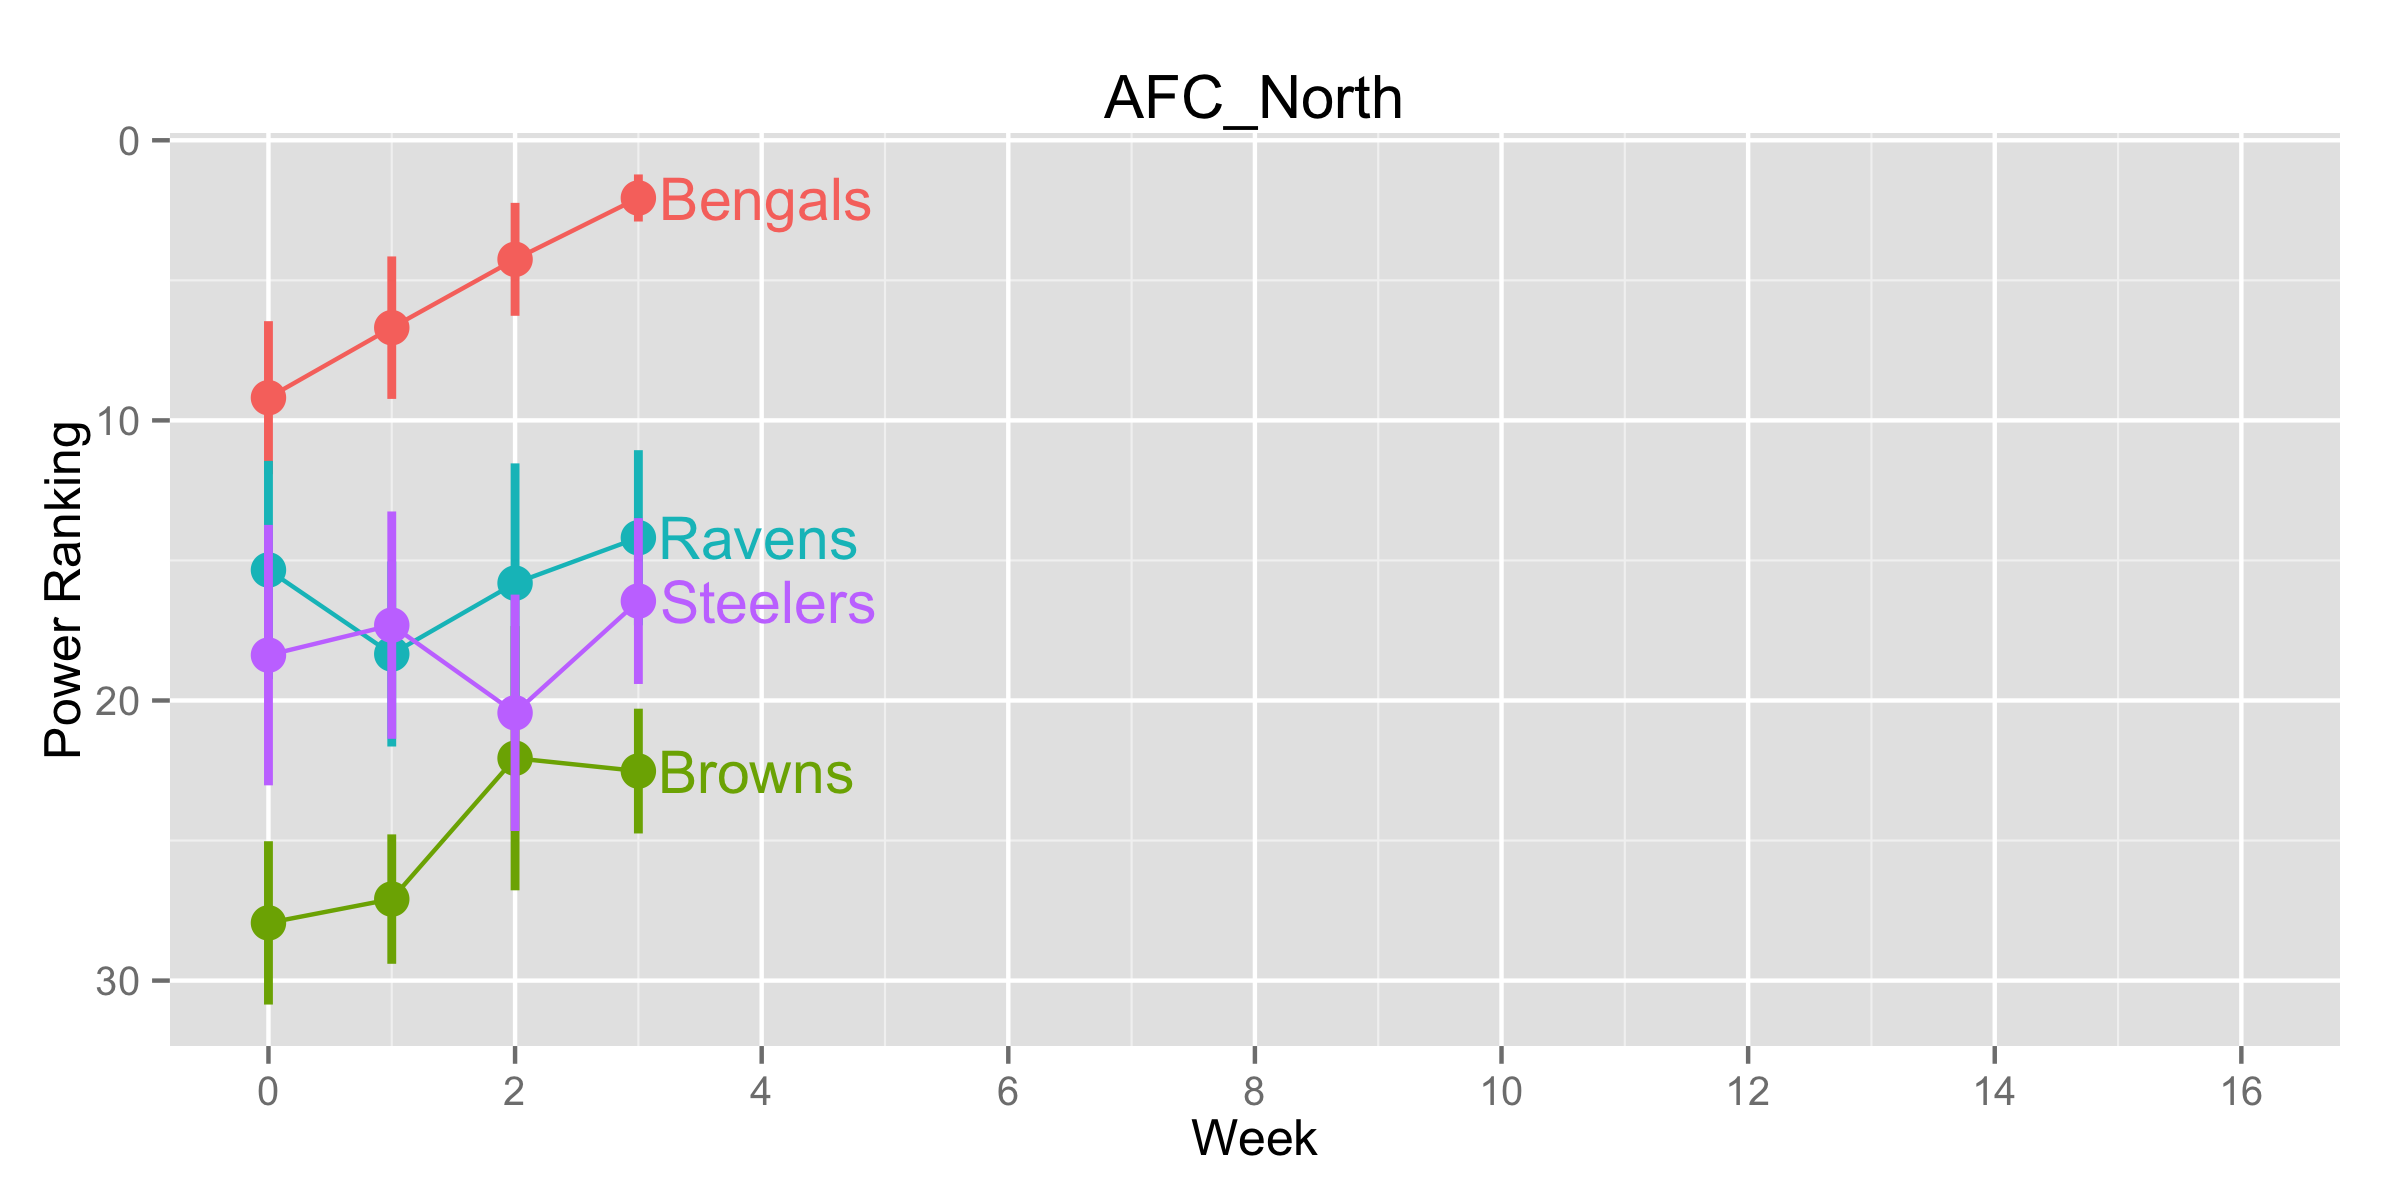 AFC_North
0
10
20
30
Power Ranking
Bengals
Ravens
Steelers
Browns
0 2 4 6 8 10 12 14 16
Week